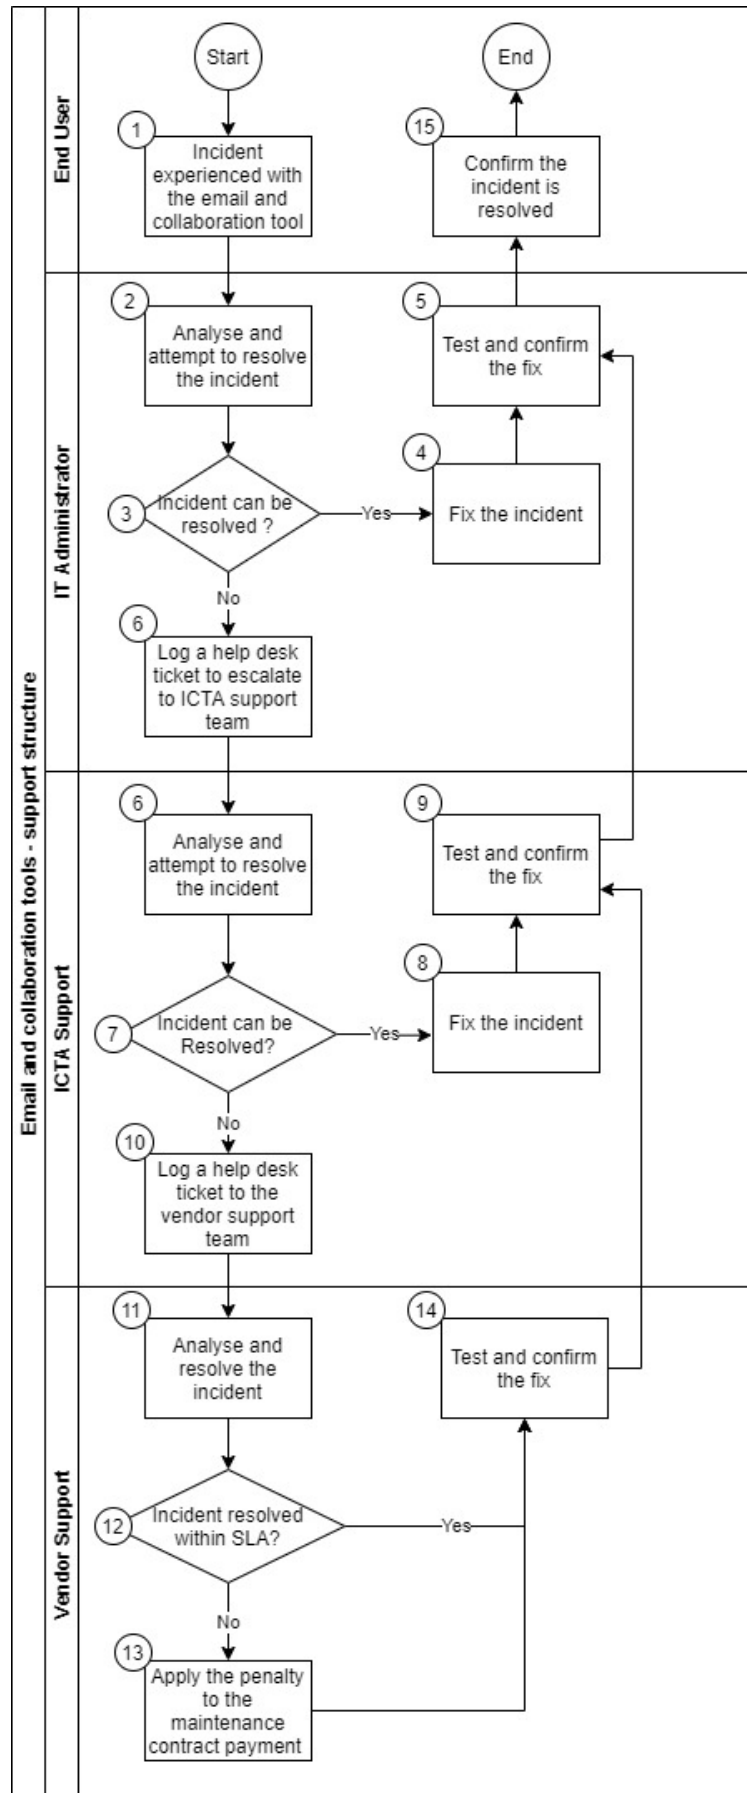 Email and collaboration tools - support structure
End User
Start
End
1
Incident
experienced with
the email and
collaboration tool
15
Confirm the
incident is
resolved
IT Administrator
2
Analyse and
attempt to resolve
the incident
5
Test and confirm
the fix
3
Incident can be
resolved ?
Yes
4
Fix the incident
No
6
Log a help desk
ticket to escalate
to ICTA support
team
ICTA Support
6
Analyse and
attempt to resolve
the incident
9
Test and confirm
the fix
7
Incident can be
Resolved?
Yes
8
Fix the incident
No
10
Log a help desk
ticket to the
vendor support
team
Vendor Support
11
Analyse and
resolve the
incident
14
Test and confirm
the fix
12
Incident resolved
within SLA?
Yes
No
13
Apply the penalty
to the
maintenance
contract payment